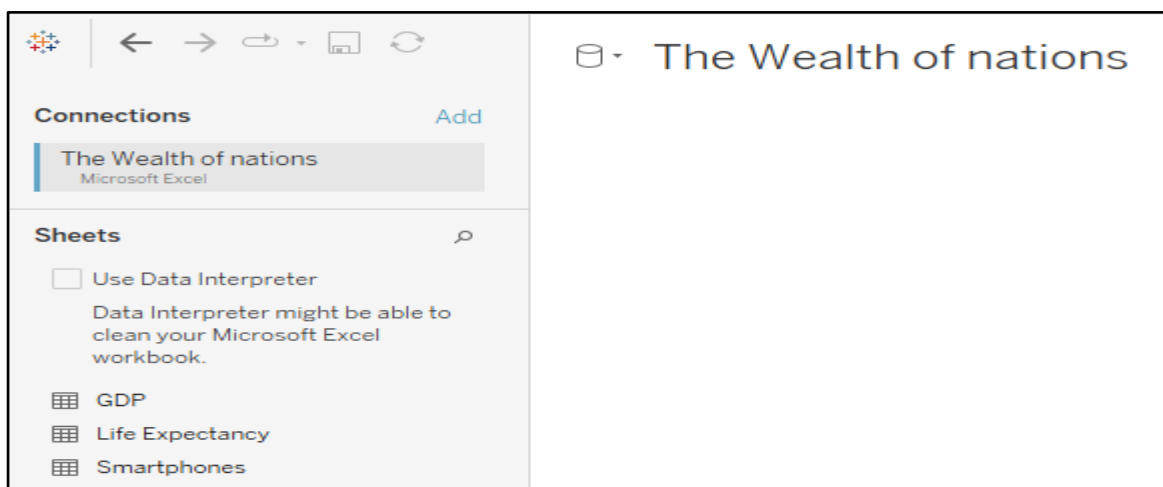 The Wealth of nations
Connections
Add
The Wealth of nations
Microsoft Excel
Sheets
Use Data Interpreter
Data Interpreter might be able to
clean your Microsoft Excel
workbook.
GDP
Life Expectancy
Smartphones